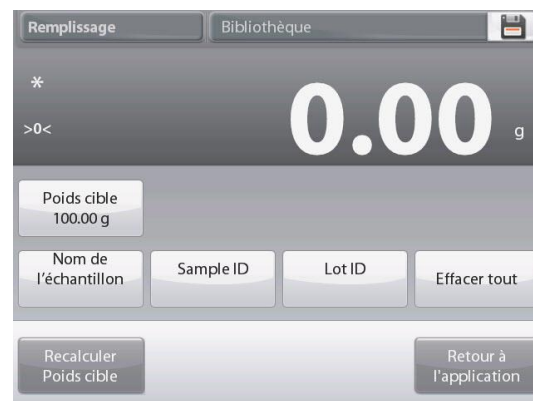 Remplissage
Bibliothèque
*
>0<
0.00 g
Poids cible
100.00 g
Nom de
l'échantillon
Sample ID
Lot ID
Effacer tout
Recalculer
Poids cible
Retour à
l'application